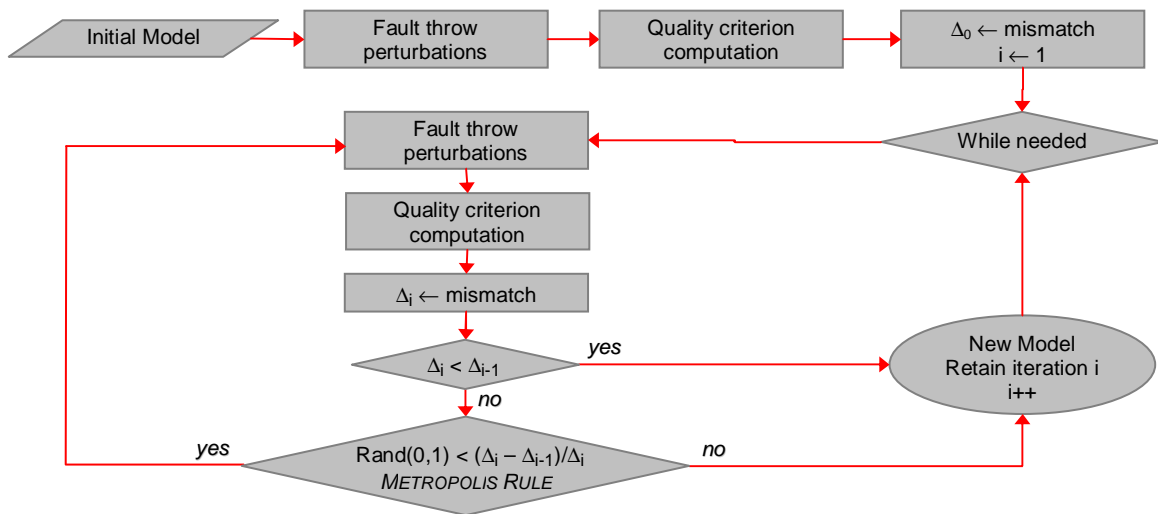 Initial Model
Fault throw
perturbations
Quality criterion
computation
Δ₀ ← mismatch
i ← 1
While needed
Fault throw
perturbations
Quality criterion
computation
Δᵢ ← mismatch
Δᵢ < Δᵢ₋₁
yes
no
New Model
Retain iteration i
i++
yes
Rand(0,1) < (Δᵢ – Δᵢ₋₁)/Δᵢ
METROPOLIS RULE
no